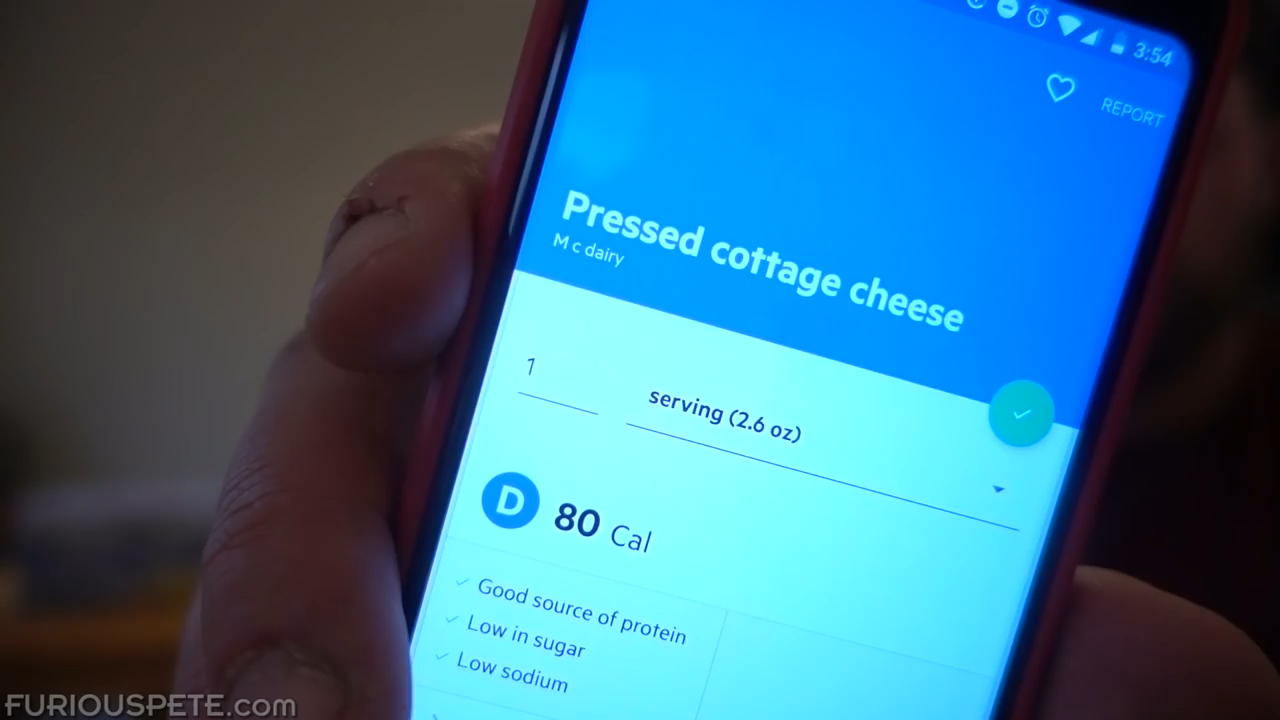 3:54
REPORT
Pressed cottage cheese
M c dairy
1
serving (2.6 oz)
D 80 Cal
Good source of protein
Low in sugar
Low sodium
FURIOUSPETE.com